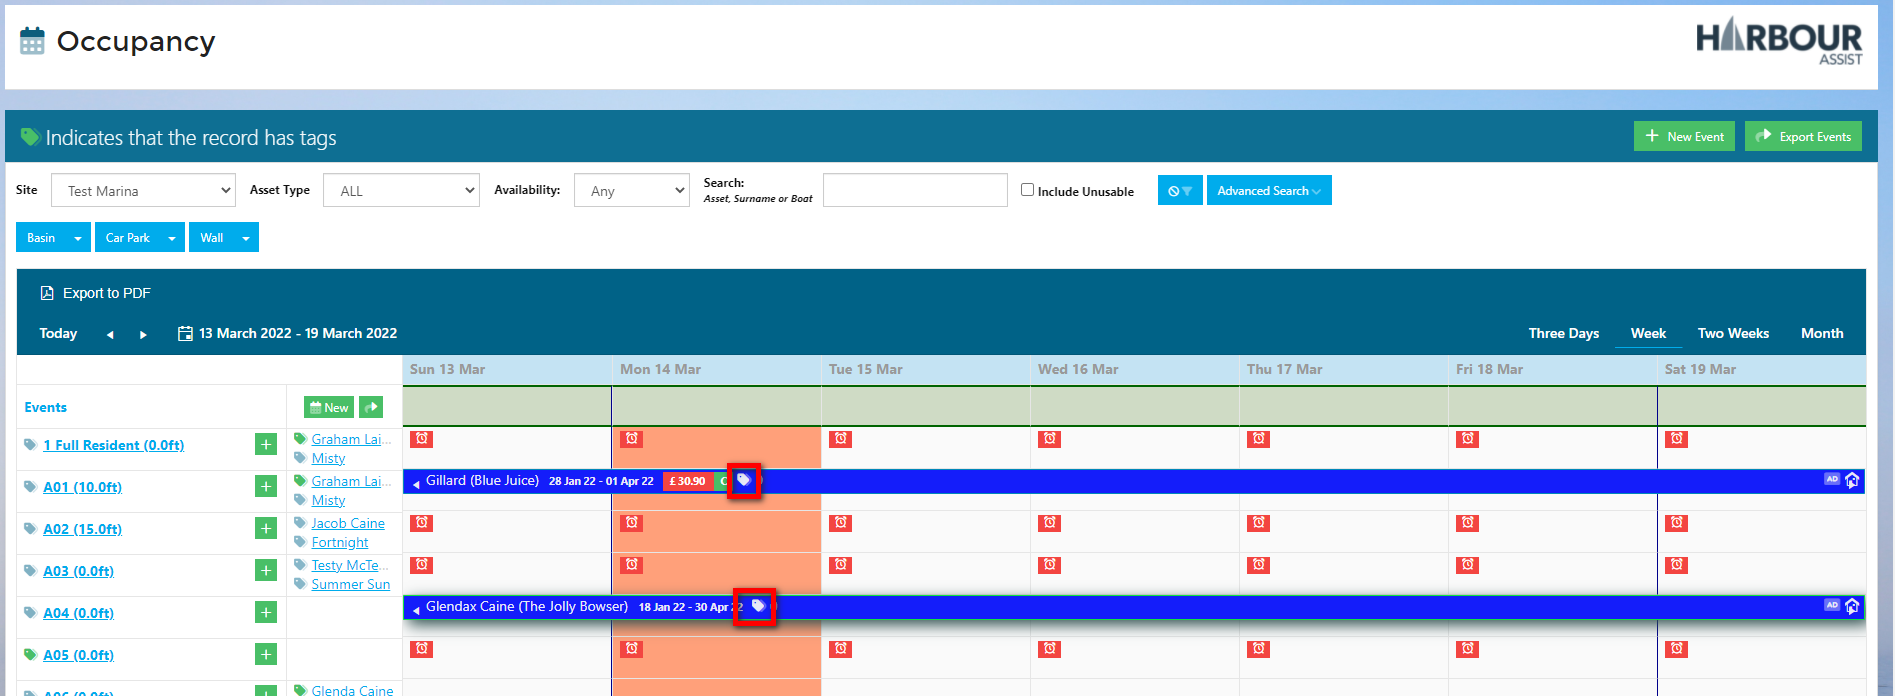 Occupancy
HARBOUR
ASSIST
Indicates that the record has tags
New Event
Export Events
Site
Test Marina
Asset Type
ALL
Availability:
Any
Search:
Asset, Surname or Boat
Include Unusable
Advanced Search
Basin
Car Park
Wall
Export to PDF
Today
13 March 2022 - 19 March 2022
Three Days
Week
Two Weeks
Month
Sun 13 Mar
Mon 14 Mar
Tue 15 Mar
Wed 16 Mar
Thu 17 Mar
Fri 18 Mar
Sat 19 Mar
Events
New
1 Full Resident (0.0ft)
Graham Lai...
Misty
A01 (10.0ft)
Graham Lai...
Misty
Gillard (Blue Juice) 28 Jan 22 - 01 Apr 22 £ 30.90
AD
A02 (15.0ft)
Jacob Caine
Fortnight
A03 (0.0ft)
Testy McTe...
Summer Sun
A04 (0.0ft)
Glendax Caine (The Jolly Bowser) 18 Jan 22 - 30 Apr
AD
A05 (0.0ft)
A06 (0.0ft)
Glenda Caine